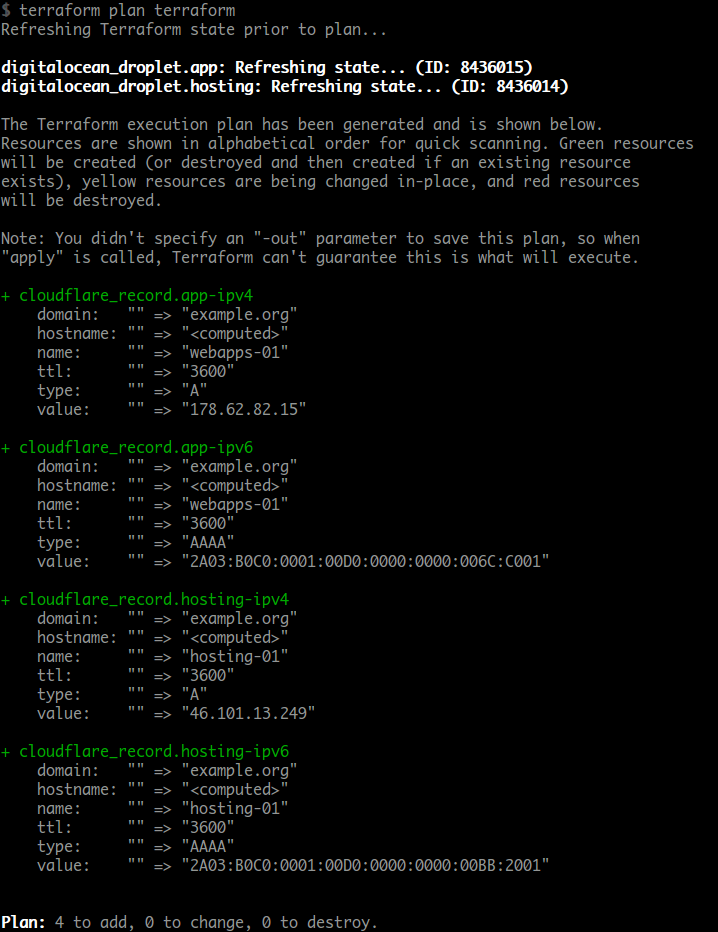 $ terraform plan terraform
Refreshing Terraform state prior to plan...

digitalocean_droplet.app: Refreshing state... (ID: 8436015)
digitalocean_droplet.hosting: Refreshing state... (ID: 8436014)

The Terraform execution plan has been generated and is shown below.
Resources are shown in alphabetical order for quick scanning. Green resources
will be created (or destroyed and then created if an existing resource
exists), yellow resources are being changed in-place, and red resources
will be destroyed.

Note: You didn't specify an "-out" parameter to save this plan, so when
"apply" is called, Terraform can't guarantee this is what will execute.

+ cloudflare_record.app-ipv4
    domain:   "" => "example.org"
    hostname: "" => "<computed>"
    name:     "" => "webapps-01"
    ttl:      "" => "3600"
    type:     "" => "A"
    value:    "" => "178.62.82.15"

+ cloudflare_record.app-ipv6
    domain:   "" => "example.org"
    hostname: "" => "<computed>"
    name:     "" => "webapps-01"
    ttl:      "" => "3600"
    type:     "" => "AAAA"
    value:    "" => "2A03:B0C0:0001:00D0:0000:0000:006C:C001"

+ cloudflare_record.hosting-ipv4
    domain:   "" => "example.org"
    hostname: "" => "<computed>"
    name:     "" => "hosting-01"
    ttl:      "" => "3600"
    type:     "" => "A"
    value:    "" => "46.101.13.249"

+ cloudflare_record.hosting-ipv6
    domain:   "" => "example.org"
    hostname: "" => "<computed>"
    name:     "" => "hosting-01"
    ttl:      "" => "3600"
    type:     "" => "AAAA"
    value:    "" => "2A03:B0C0:0001:00D0:0000:0000:00BB:2001"

Plan: 4 to add, 0 to change, 0 to destroy.